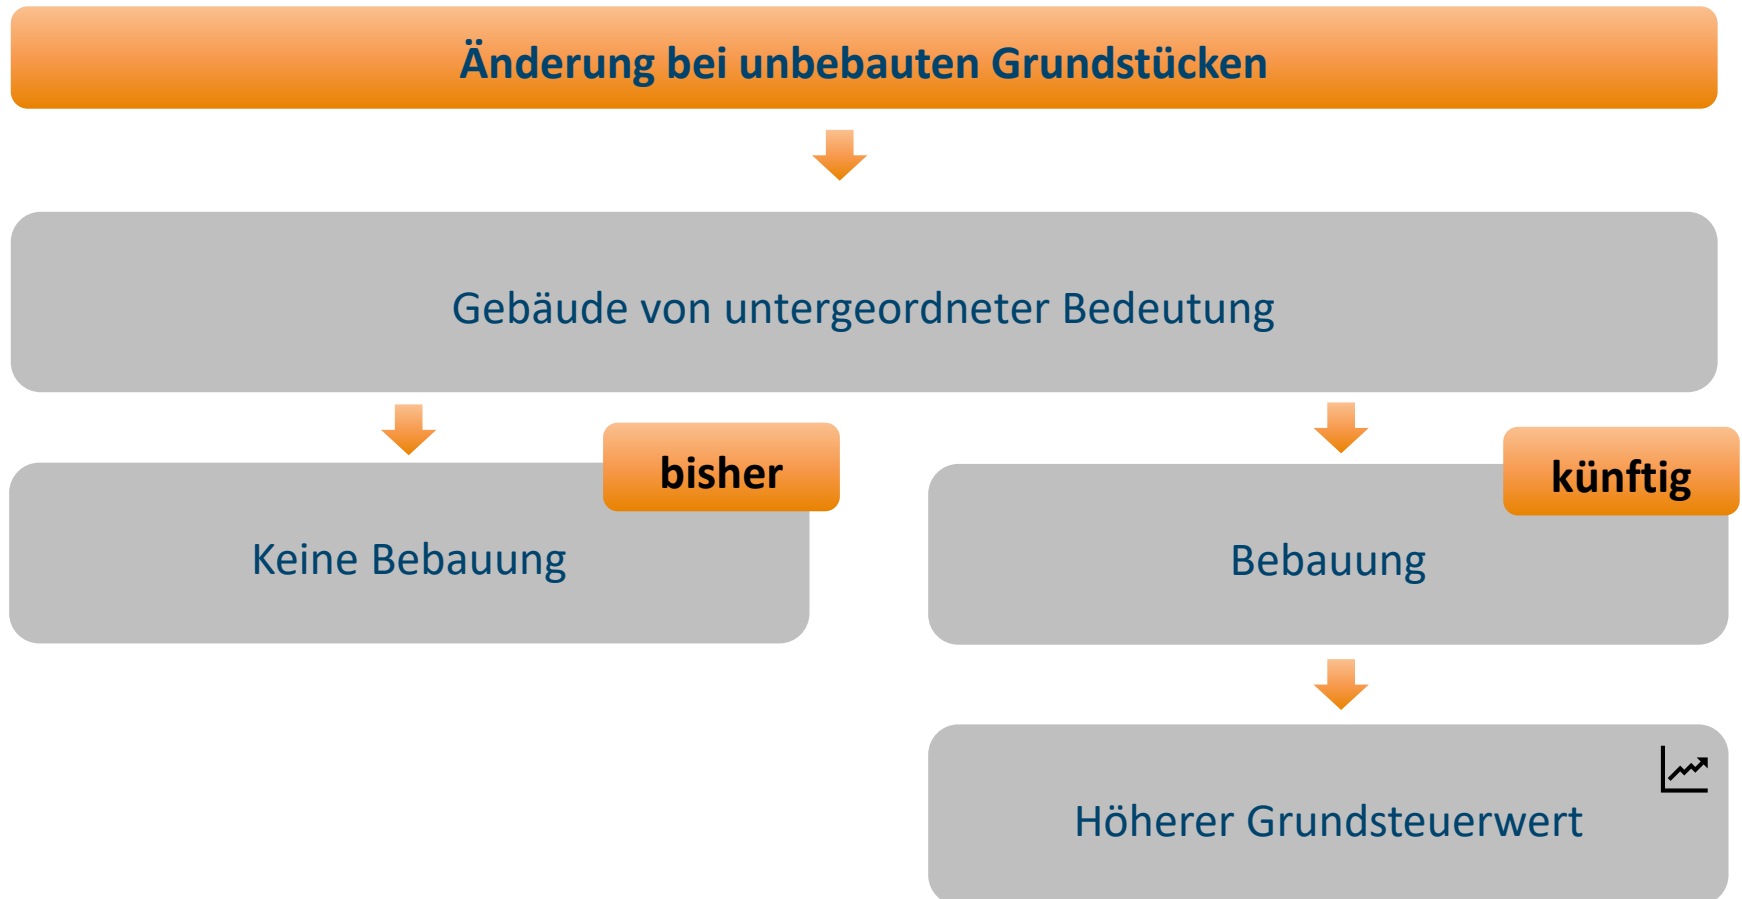 Änderung bei unbebauten Grundstücken
Gebäude von untergeordneter Bedeutung
bisher
Keine Bebauung
künftig
Bebauung
Höherer Grundsteuerwert